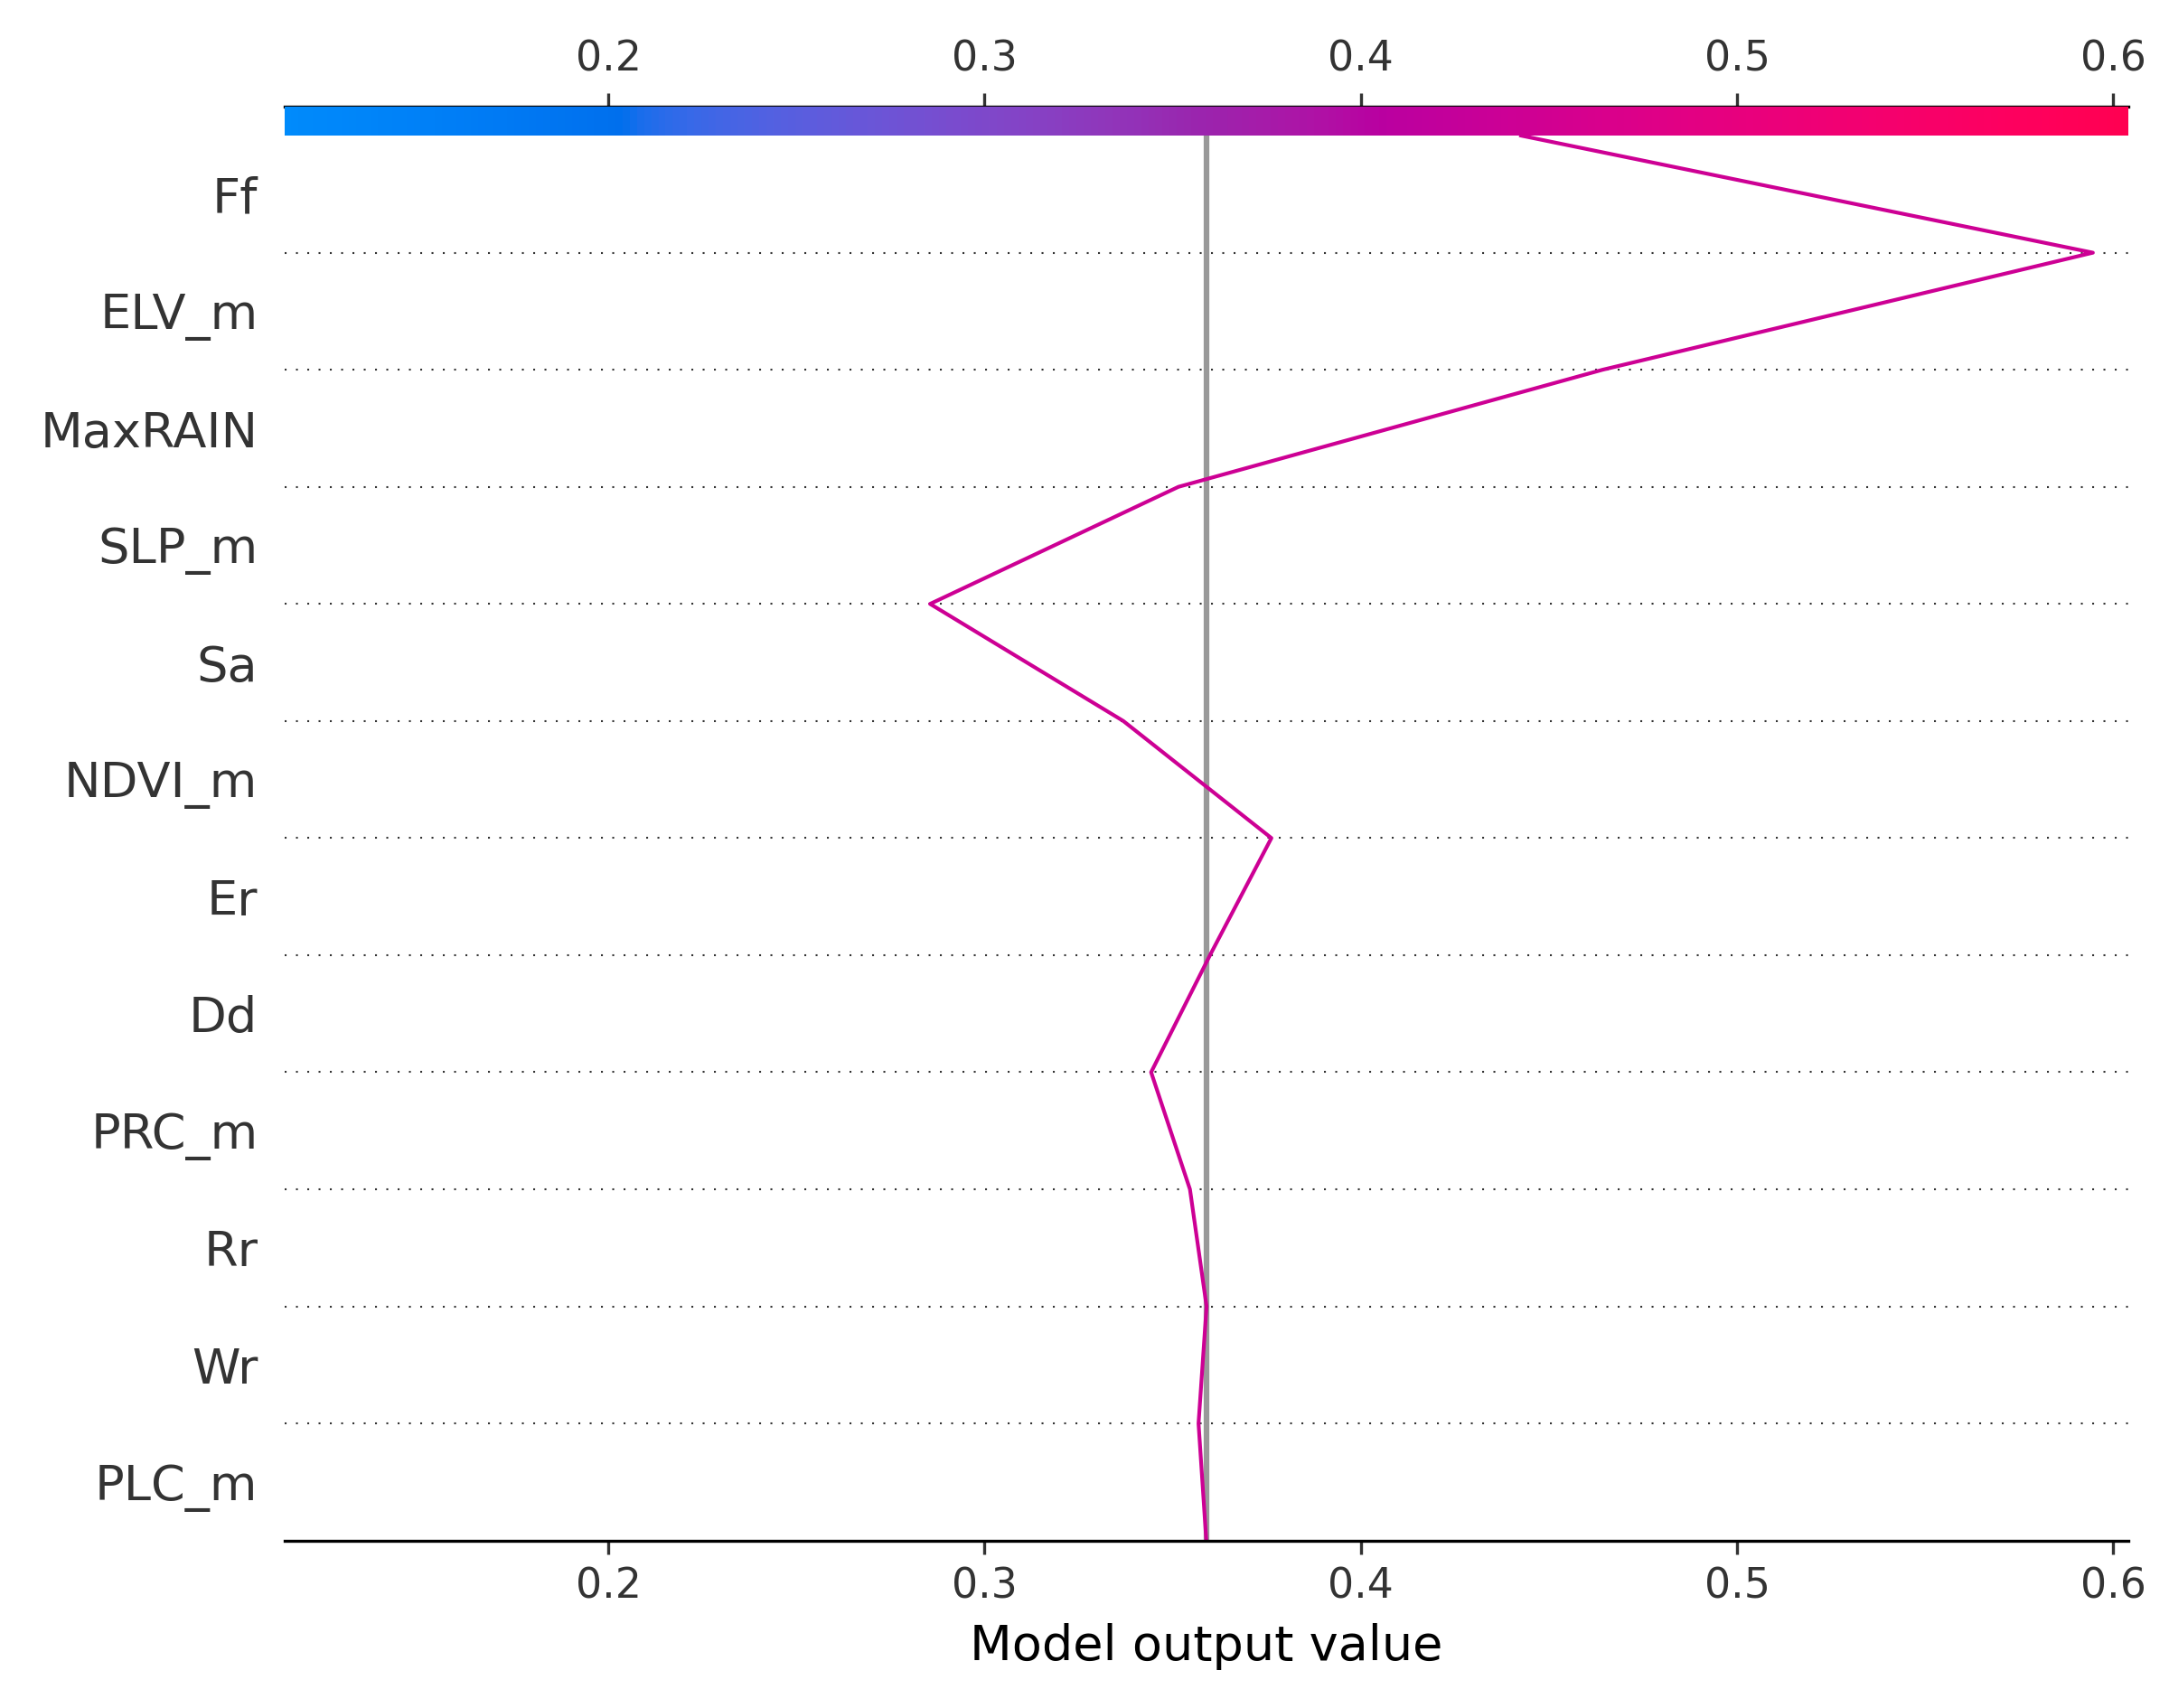 0.2 0.3 0.4 0.5 0.6
Ff
ELV_m
MaxRAIN
SLP_m
Sa
NDVI_m
Er
Dd
PRC_m
Rr
Wr
PLC_m
0.2 0.3 0.4 0.5 0.6
Model output value